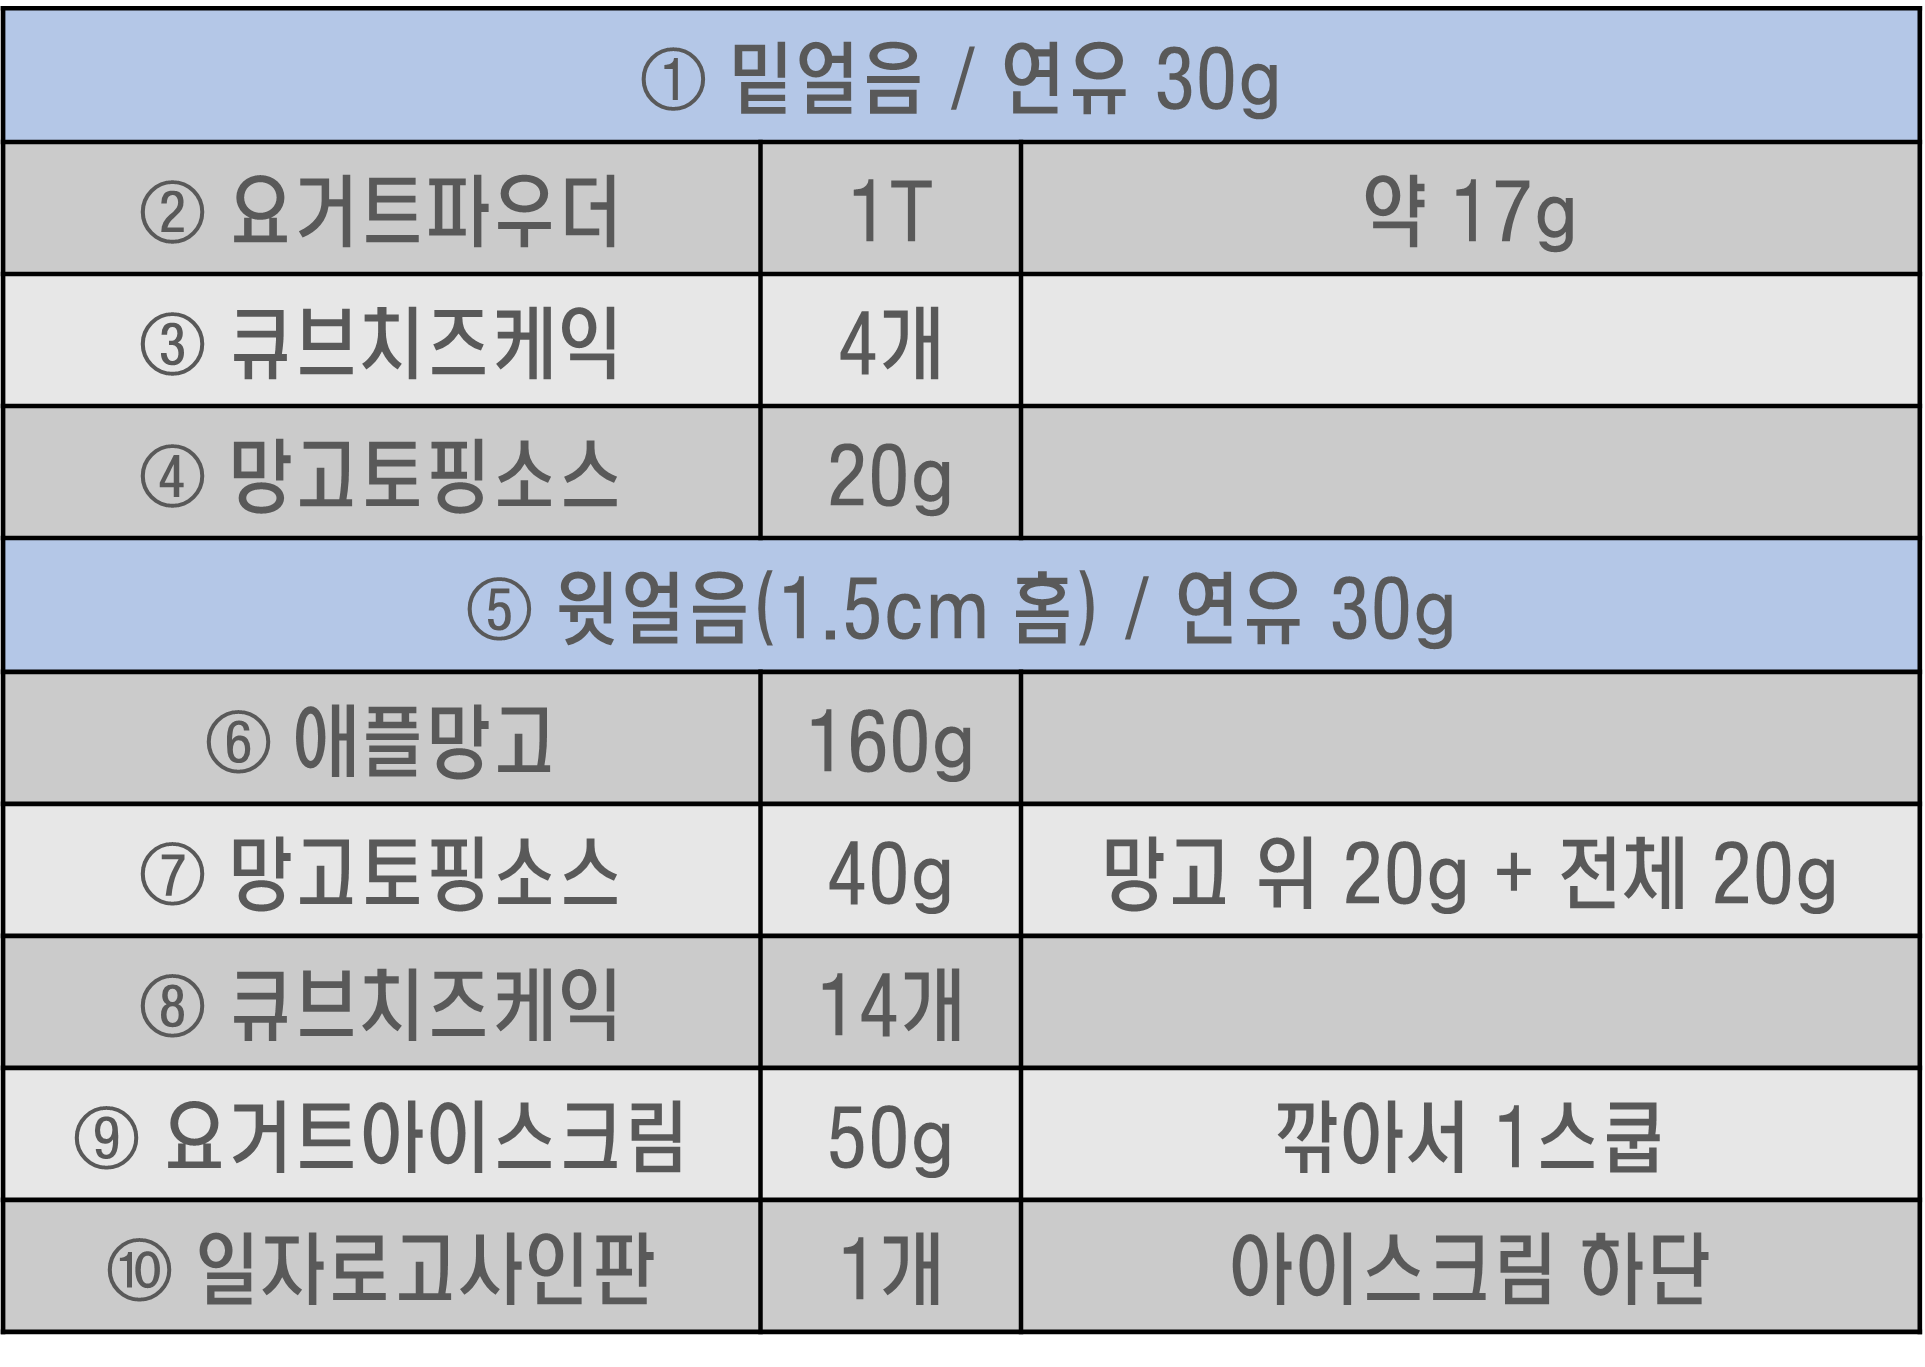 ① 밑얼음 / 연유 30g
② 요거트파우더 1T 약 17g
③ 큐브치즈케익 4개
④ 망고토핑소스 20g
⑤ 윗얼음(1.5cm 홈) / 연유 30g
⑥ 애플망고 160g
⑦ 망고토핑소스 40g 망고 위 20g + 전체 20g
⑧ 큐브치즈케익 14개
⑨ 요거트아이스크림 50g 깎아서 1스쿱
⑩ 일자로고사인판 1개 아이스크림 하단